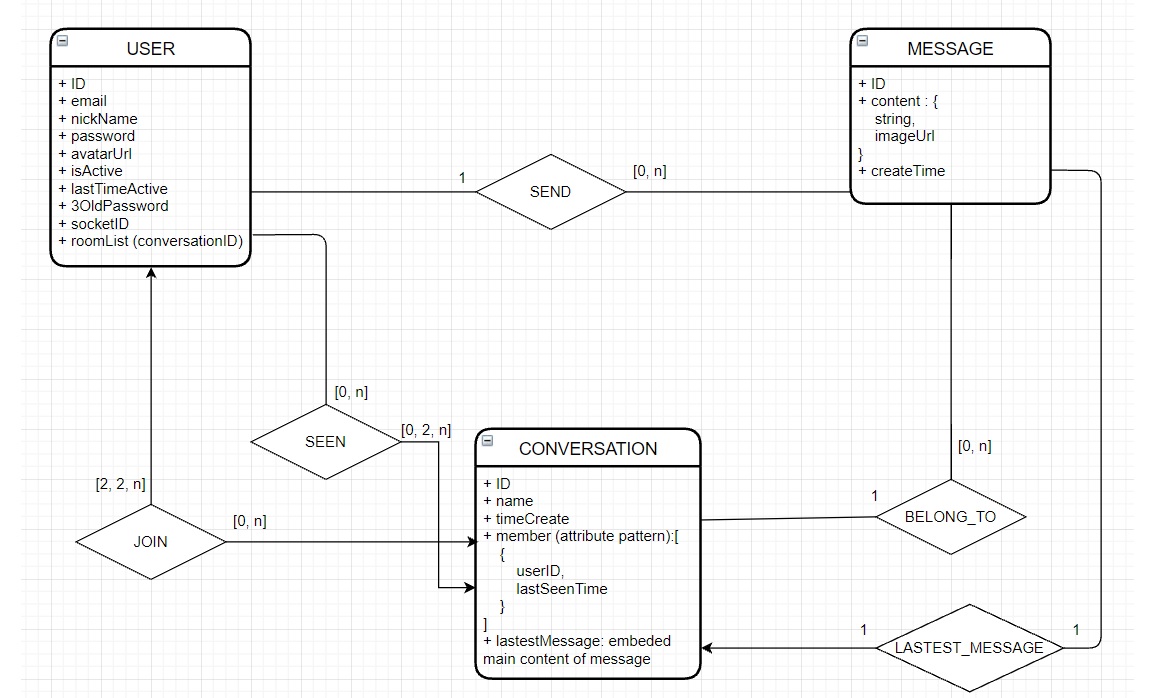 USER
+ ID
+ email
+ nickName
+ password
+ avatarUrl
+ isActive
+ lastTimeActive
+ 3OldPassword
+ socketID
+ roomList (conversationID)
MESSAGE
+ ID
+ content : {
string,
imageUrl
}
+ createTime
1
SEND
[0, n]
[0, n]
SEEN
[0, 2, n]
[2, 2, n]
JOIN
[0, n]
CONVERSATION
+ ID
+ name
+ timeCreate
+ member (attribute pattern):[
{
userID,
lastSeenTime
}
]
+ lastestMessage: embeded
main content of message
[0, n]
1
BELONG_TO
1
LASTEST_MESSAGE
1